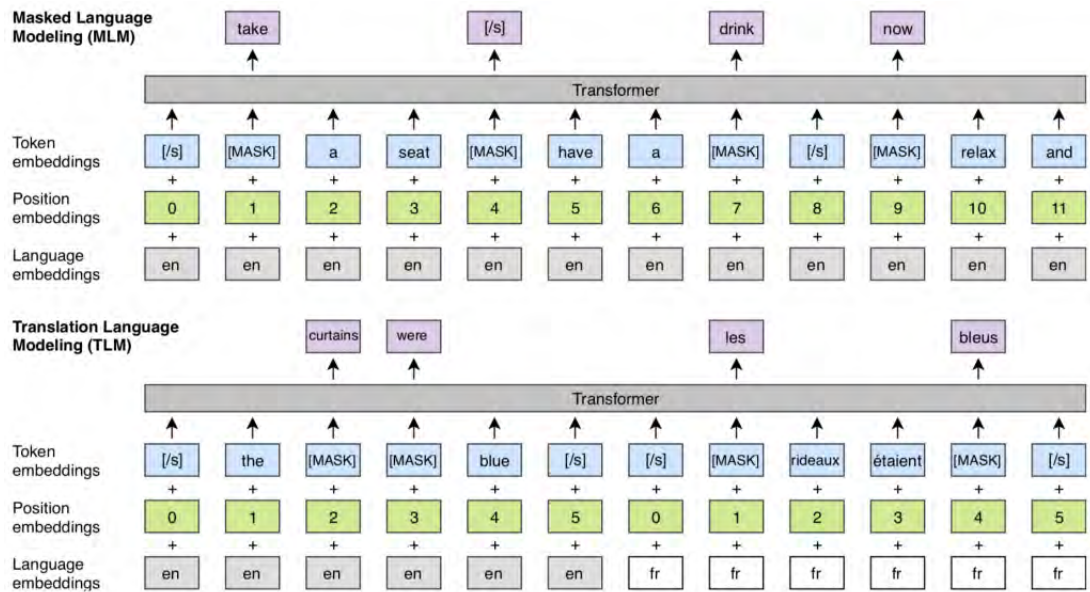 Masked Language
Modeling (MLM)
take [/s] drink now
Transformer
Token
embeddings
[/s] [MASK] a seat [MASK] have a [MASK] [/s] [MASK] relax and
+ + + + + + + + + + + +
Position
embeddings
0 1 2 3 4 5 6 7 8 9 10 11
+ + + + + + + + + + + +
Language
embeddings
en en en en en en en en en en en en
Translation Language
Modeling (TLM)
curtains were les bleus
Transformer
Token
embeddings
[/s] the [MASK] [MASK] blue [/s] [/s] [MASK] rideaux étaient [MASK] [/s]
+ + + + + + + + + + + +
Position
embeddings
0 1 2 3 4 5 0 1 2 3 4 5
+ + + + + + + + + + + +
Language
embeddings
en en en en en en fr fr fr fr fr fr